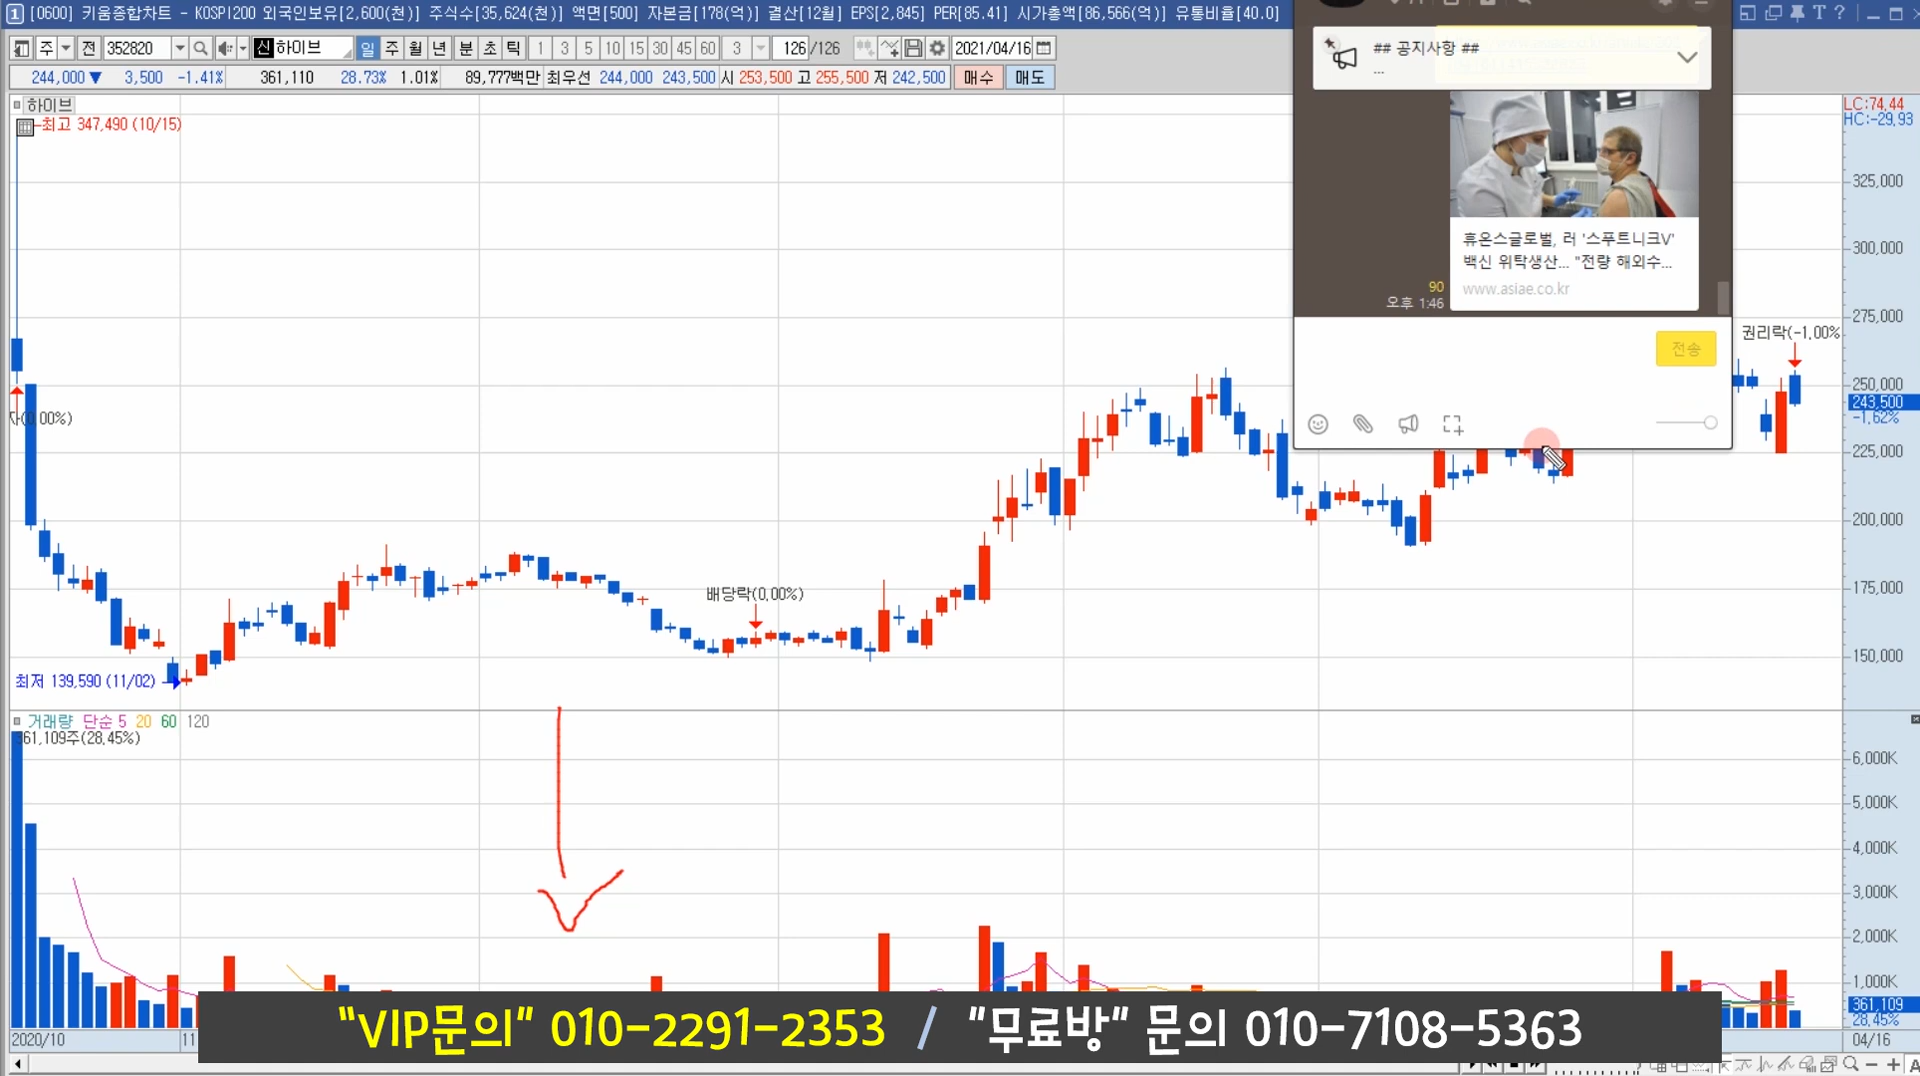 1 [0600] 키움종합차트 - KOSPI200 외국인보유[2,600(천)] 주식수[35,624(천)] 액면[500] 자본금[178(억)] 결산[12월] EPS[2,845] PER[85.41] 시가총액[86,566(억)] 유통비율[40.0]
주 전 352820 신 하이브 일 주 월 년 분 초 틱 1 3 5 10 15 30 45 60 3 126 /126 2021/04/16
244,000 ▼ 3,500 -1.41% 361,110 28.73% 1.01% 89,777백만 최우선 244,000 243,500 시 253,500 고 255,500 저 242,500 매수 매도
하이브
최고 347,490 (10/15)
LC:74.44
HC:-29.93
## 공지사항 ##
...
휴온스글로벌, 러 '스푸트니크V'
백신 위탁생산... "전량 해외수...
www.asiae.co.kr
90
오후 1:46
전송
권리락(-1.00%
325,000
300,000
275,000
250,000
243,500
-1.62%
225,000
200,000
175,000
150,000
(0.00%)
배당락(0.00%)
최저 139,590 (11/02)
거래량 단순 5 20 60 120
361,109주(28.45%)
6,000K
5,000K
4,000K
3,000K
2,000K
1,000K
361,109
28.45%
2020/10
11
04/16
"VIP문의" 010-2291-2353 / "무료방" 문의 010-7108-5363